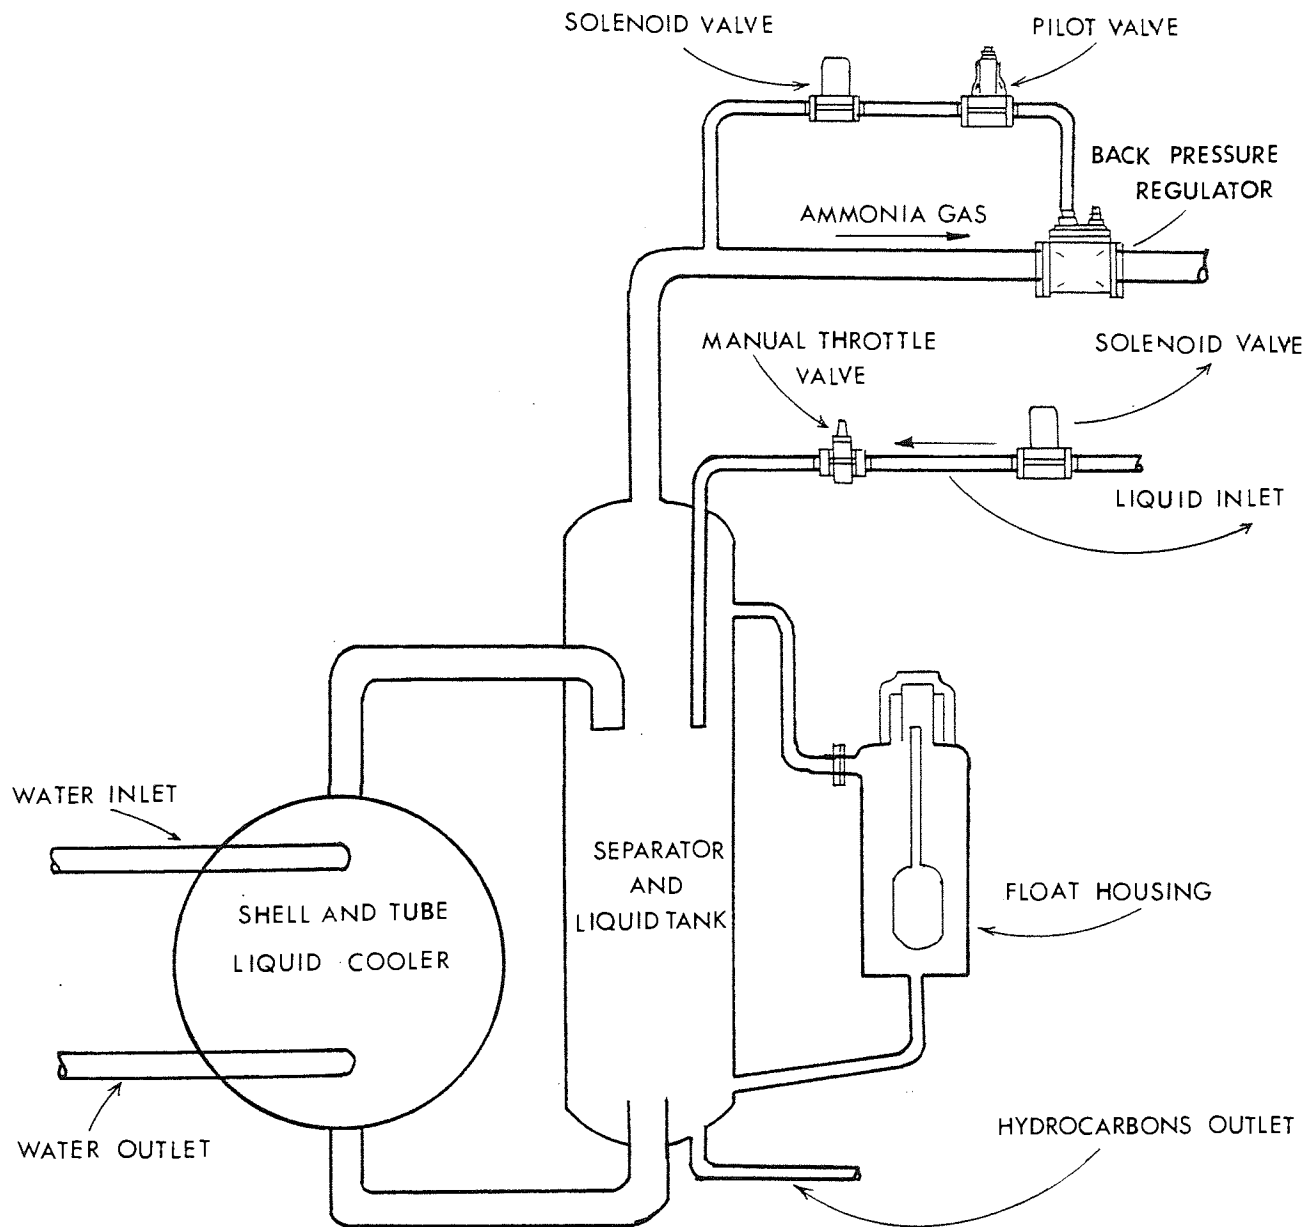 SOLENOID VALVE
PILOT VALVE
BACK PRESSURE
REGULATOR
AMMONIA GAS
MANUAL THROTTLE
VALVE
SOLENOID VALVE
LIQUID INLET
WATER INLET
SEPARATOR
AND
LIQUID TANK
SHELL AND TUBE
LIQUID COOLER
FLOAT HOUSING
WATER OUTLET
HYDROCARBONS OUTLET